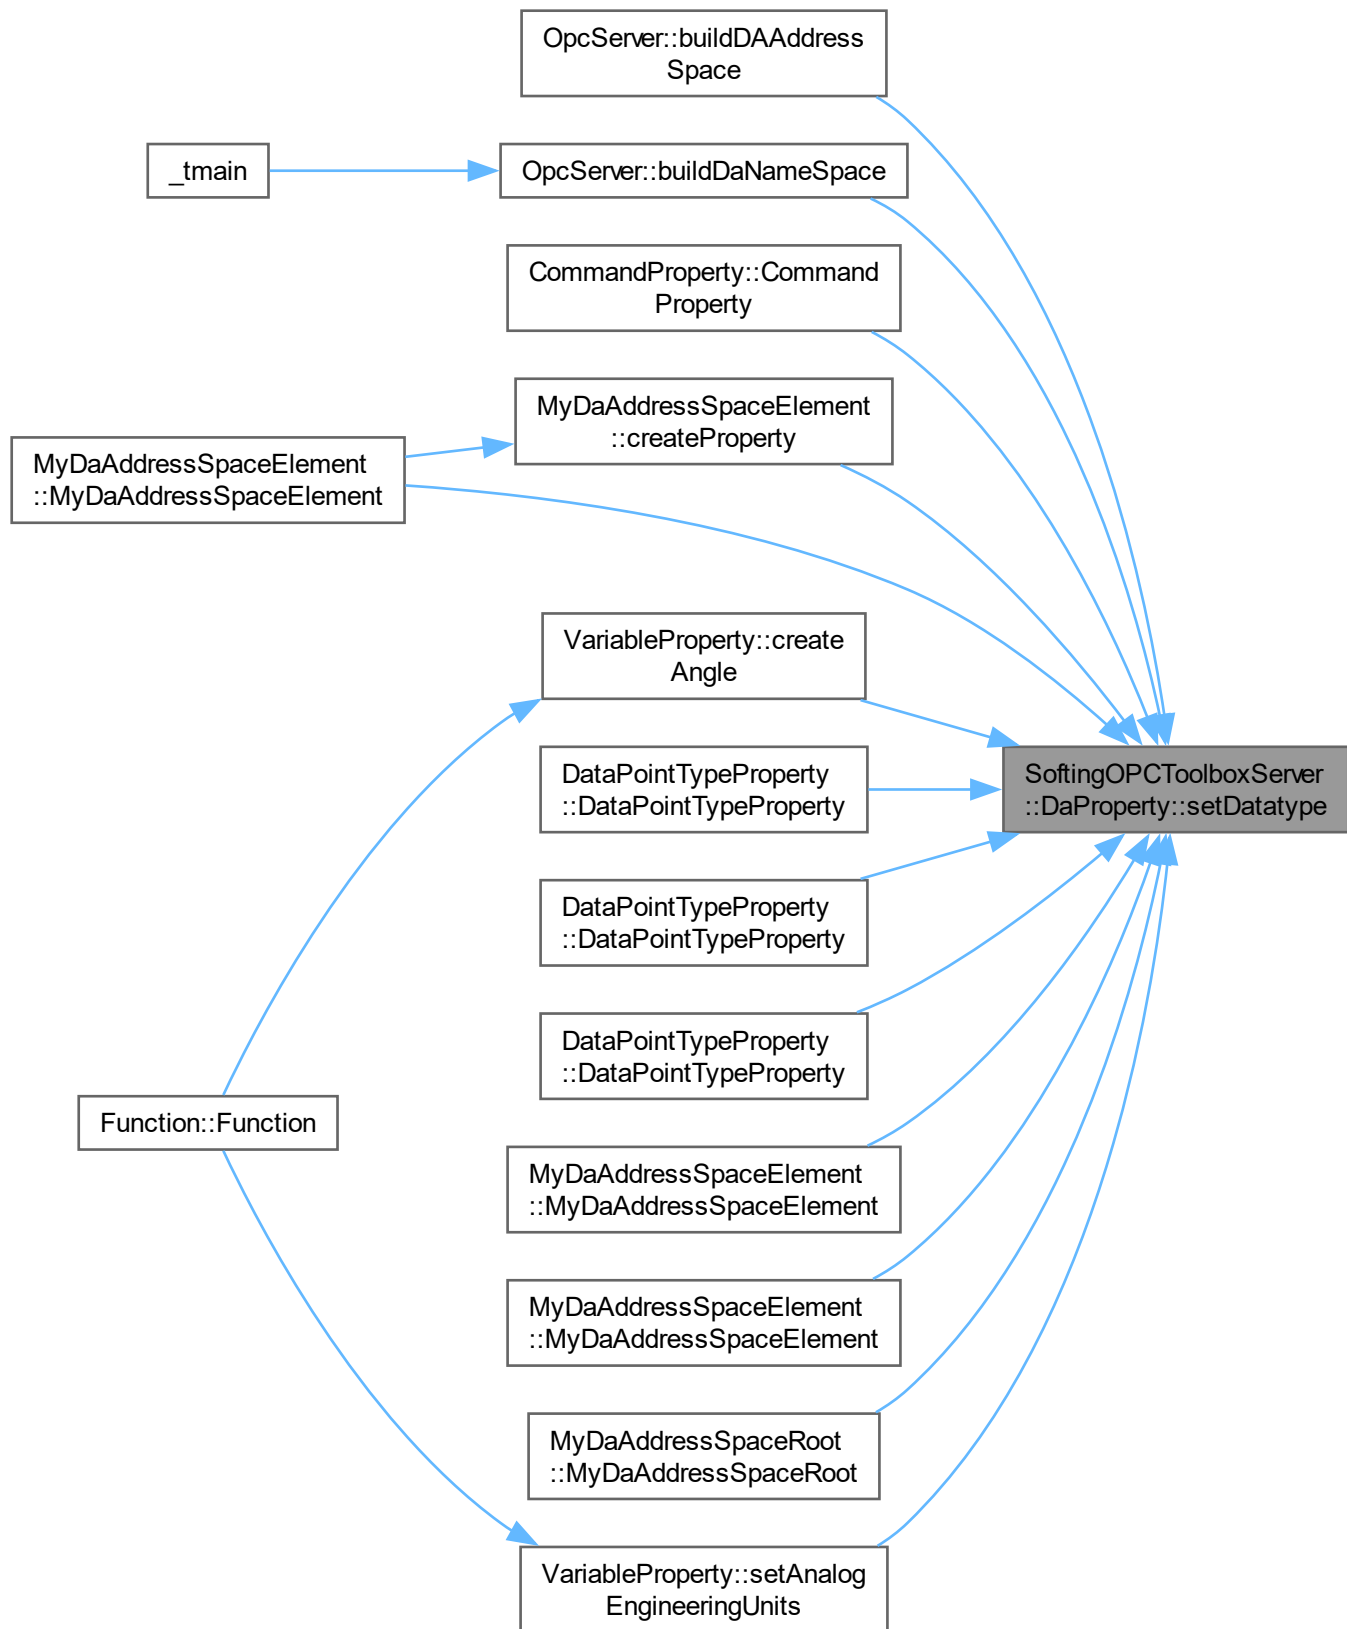 OpcServer::buildDAAddress
Space
_tmain
OpcServer::buildDaNameSpace
CommandProperty::Command
Property
MyDaAddressSpaceElement
::createProperty
MyDaAddressSpaceElement
::MyDaAddressSpaceElement
VariableProperty::create
Angle
DataPointTypeProperty
::DataPointTypeProperty
SoftingOPCToolboxServer
::DaProperty::setDatatype
DataPointTypeProperty
::DataPointTypeProperty
DataPointTypeProperty
::DataPointTypeProperty
Function::Function
MyDaAddressSpaceElement
::MyDaAddressSpaceElement
MyDaAddressSpaceElement
::MyDaAddressSpaceElement
MyDaAddressSpaceRoot
::MyDaAddressSpaceRoot
VariableProperty::setAnalog
EngineeringUnits